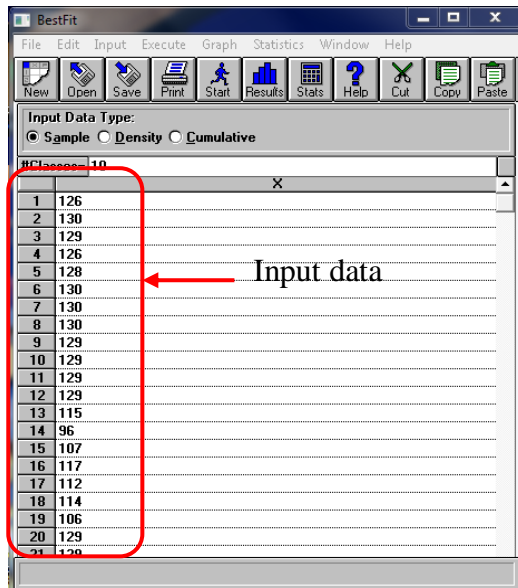 BestFit
File Edit Input Execute Graph Statistics Window Help
New Open Save Print Start Results Stats Help Cut Copy Paste
Input Data Type:
Sample Density Cumulative
#Classes= 10
X
1 126
2 130
3 129
4 126
5 128
Input data
6 130
7 130
8 130
9 129
10 129
11 129
12 129
13 115
14 96
15 107
16 117
17 112
18 114
19 106
20 129
21 129